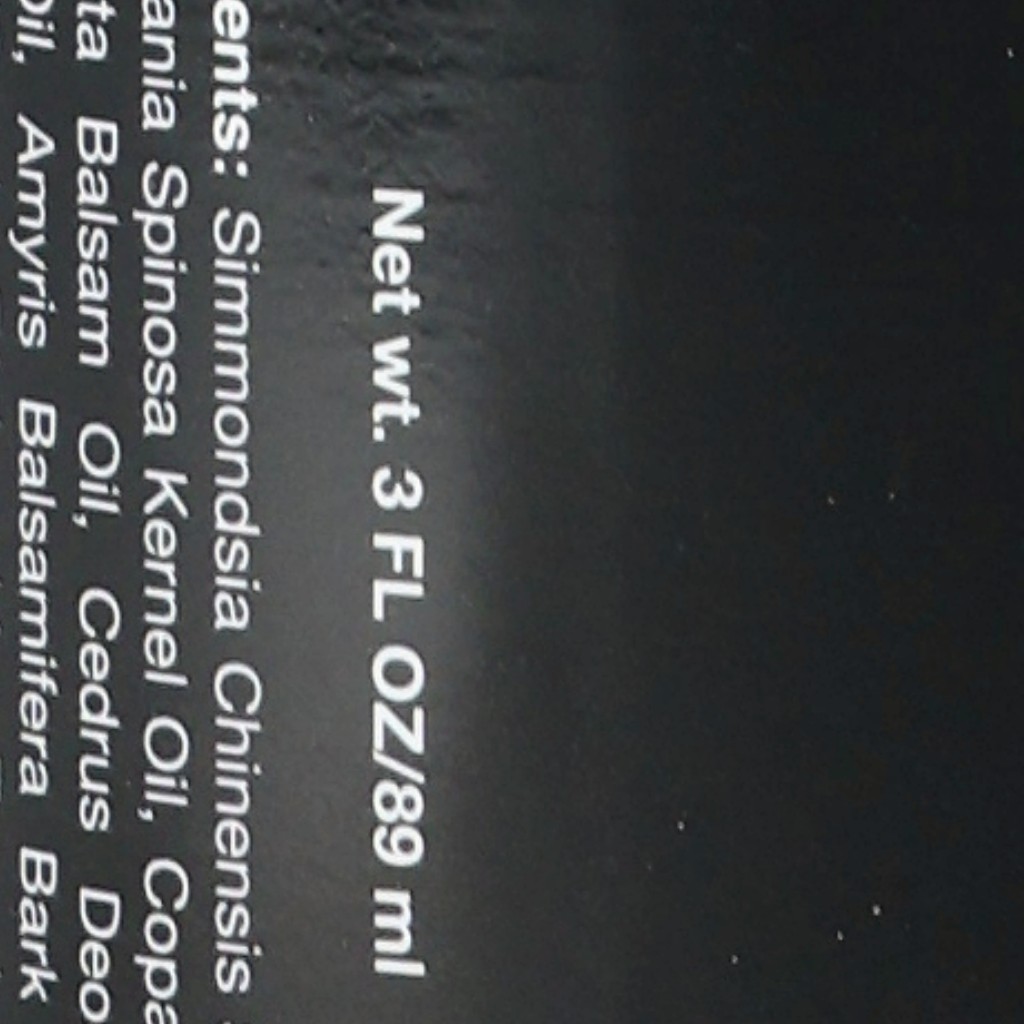 Net wt. 3 FL OZ/89 ml
ents: Simmondsia Chinensis
ania Spinosa Kernel Oil, Copa
ta Balsam Oil, Cedrus Deo
Oil, Amyris Balsamifera Bark